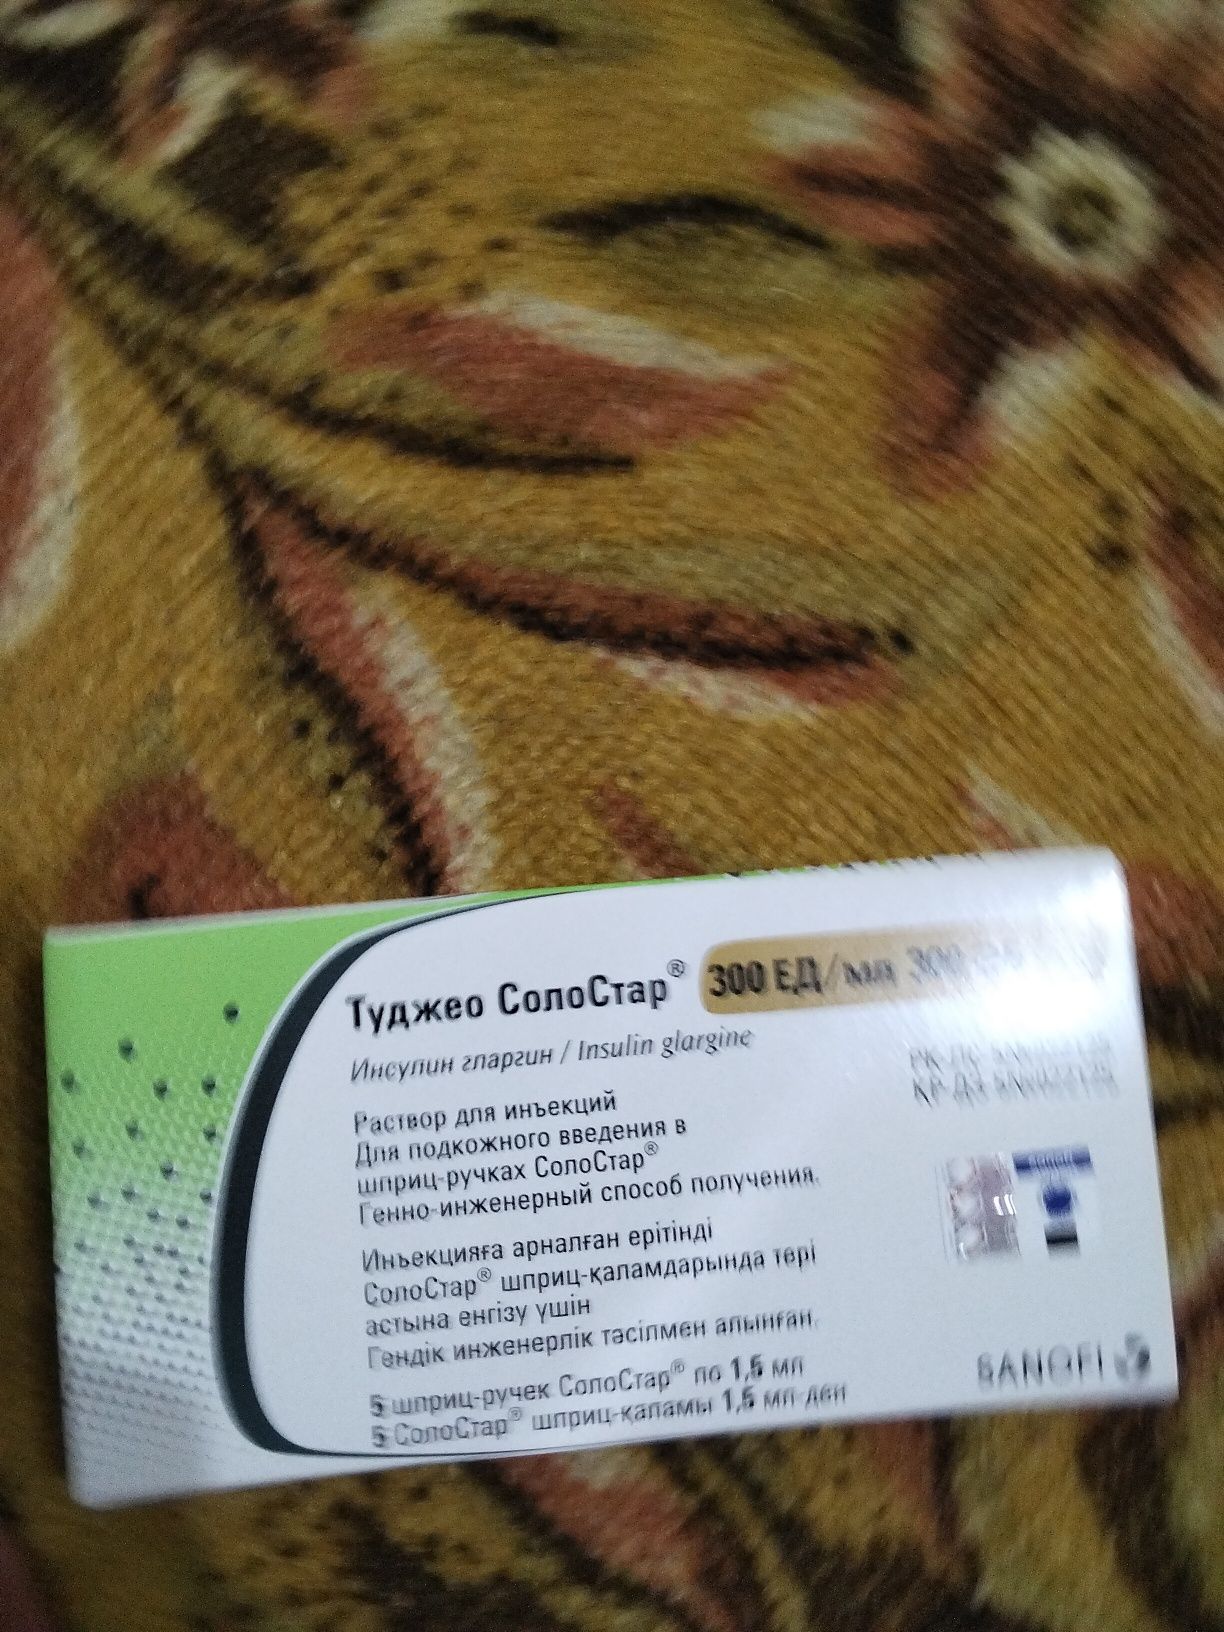 Туджео СолоСтар® 300 ЕД/мл
Инсулин гларгин / Insulin glargine
Раствор для инъекций
Для подкожного введения в
шприц-ручках СолоСтар®
Генно-инженерный способ получения.
Инъекцияға арналған ерітінді
СолоСтар® шприц-қаламдарында тері
астына енгізу үшін
Гендік инженерлік тәсілмен алынған.
5 шприц-ручек СолоСтар® по 1,5 мл
5 СолоСтар® шприц-қаламы 1,5 мл-ден
SANOFI